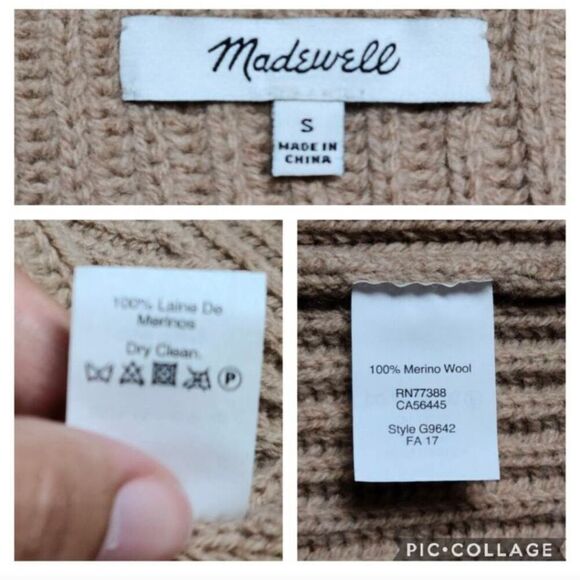 Madewell
S
MADE IN
CHINA
100% Laine De
Merinos
Dry Clean.
P
100% Merino Wool
RN77388
CA56445
Style G9642
FA 17
PIC•COLLAGE